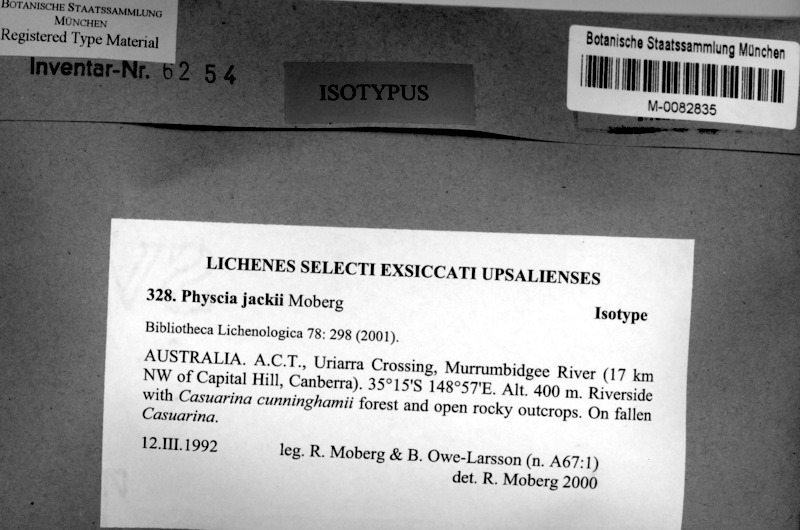 BOTANISCHE STAATSSAMMLUNG
MÜNCHEN
Registered Type Material
Inventar-Nr. 6254
ISOTYPUS
Botanische Staatssammlung München
M-0082835
LICHENES SELECTI EXSICCATI UPSALIENSES
328. Physcia jackii Moberg
Isotype
Bibliotheca Lichenologica 78: 298 (2001).
AUSTRALIA. A.C.T., Uriarra Crossing, Murrumbidgee River (17 km
NW of Capital Hill, Canberra). 35°15'S 148°57'E. Alt. 400 m. Riverside
with Casuarina cunninghamii forest and open rocky outcrops. On fallen
Casuarina.
12.III.1992
leg. R. Moberg & B. Owe-Larsson (n. A67:1)
det. R. Moberg 2000